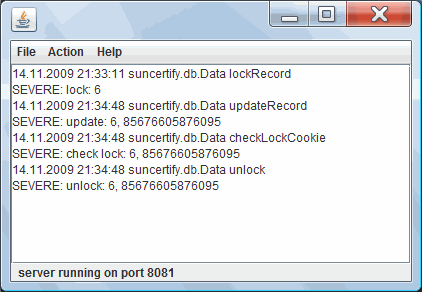 File Action Help
14.11.2009 21:33:11 suncertify.db.Data lockRecord
SEVERE: lock: 6
14.11.2009 21:34:48 suncertify.db.Data updateRecord
SEVERE: update: 6, 85676605876095
14.11.2009 21:34:48 suncertify.db.Data checkLockCookie
SEVERE: check lock: 6, 85676605876095
14.11.2009 21:34:48 suncertify.db.Data unlock
SEVERE: unlock: 6, 85676605876095
server running on port 8081